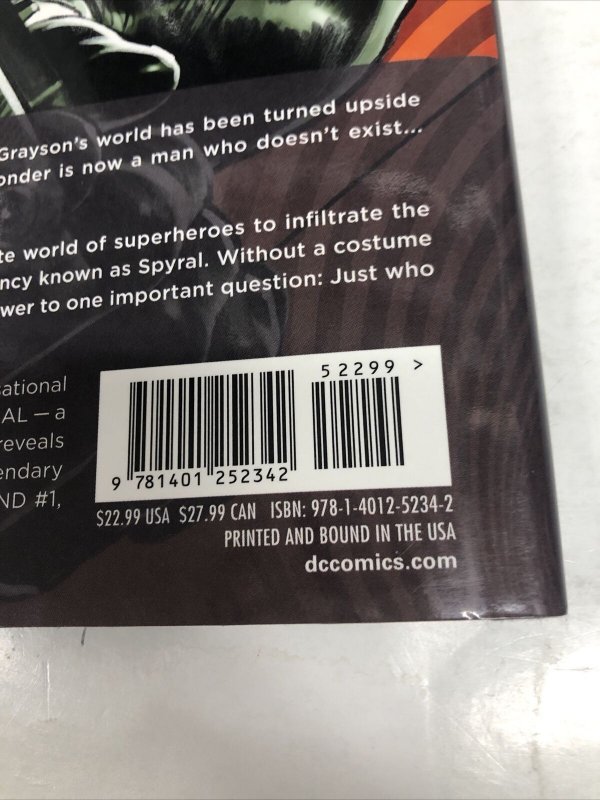 Grayson's world has been turned upside
onder is now a man who doesn't exist...
te world of superheroes to infiltrate the
ncy known as Spyral. Without a costume
wer to one important question: Just who
ational
AL — a
reveals
endary
ND #1,
5 2299 >
9 781401 252342
$22.99 USA $27.99 CAN ISBN: 978-1-4012-5234-2
PRINTED AND BOUND IN THE USA
dccomics.com